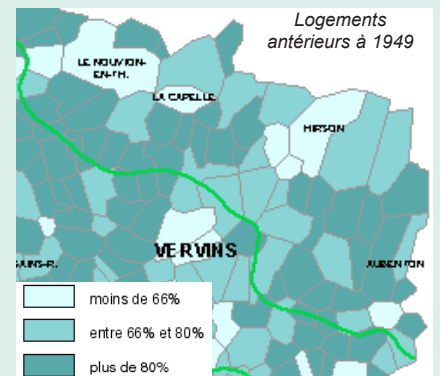 Logements
antérieurs à 1949
LE NOUVION-
EN-TH.
LA CAPELLE
HIRSON
VERVINS
AUBENTON
SAINS-R.
moins de 66%
entre 66% et 80%
plus de 80%